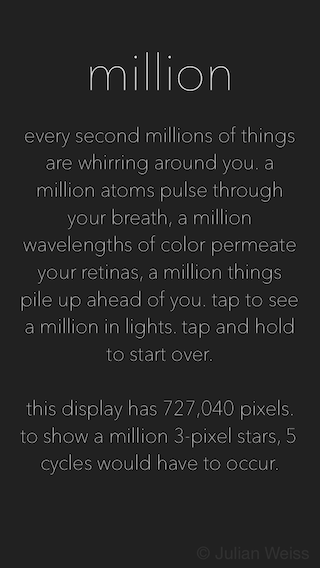 million
every second millions of things
are whirring around you. a
million atoms pulse through
your breath, a million
wavelengths of color permeate
your retinas, a million things
pile up ahead of you. tap to see
a million in lights. tap and hold
to start over.
this display has 727,040 pixels.
to show a million 3-pixel stars, 5
cycles would have to occur.
© Julian Weiss